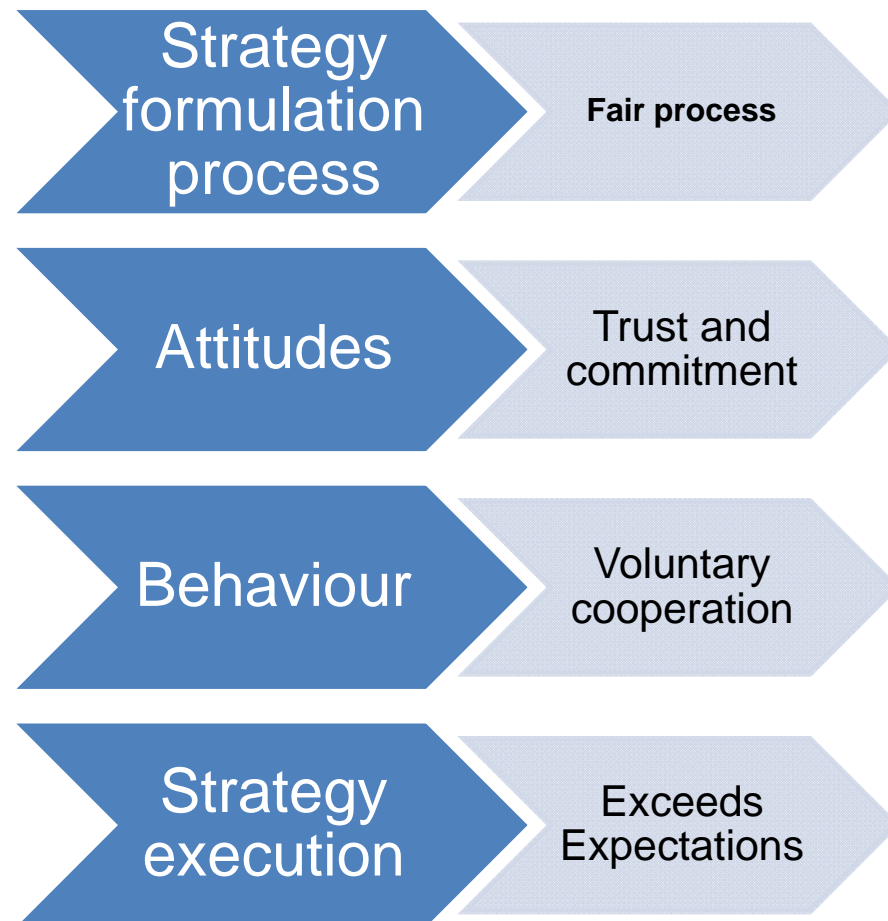 Strategy
formulation
process
Fair process
Attitudes
Trust and
commitment
Behaviour
Voluntary
cooperation
Strategy
execution
Exceeds
Expectations